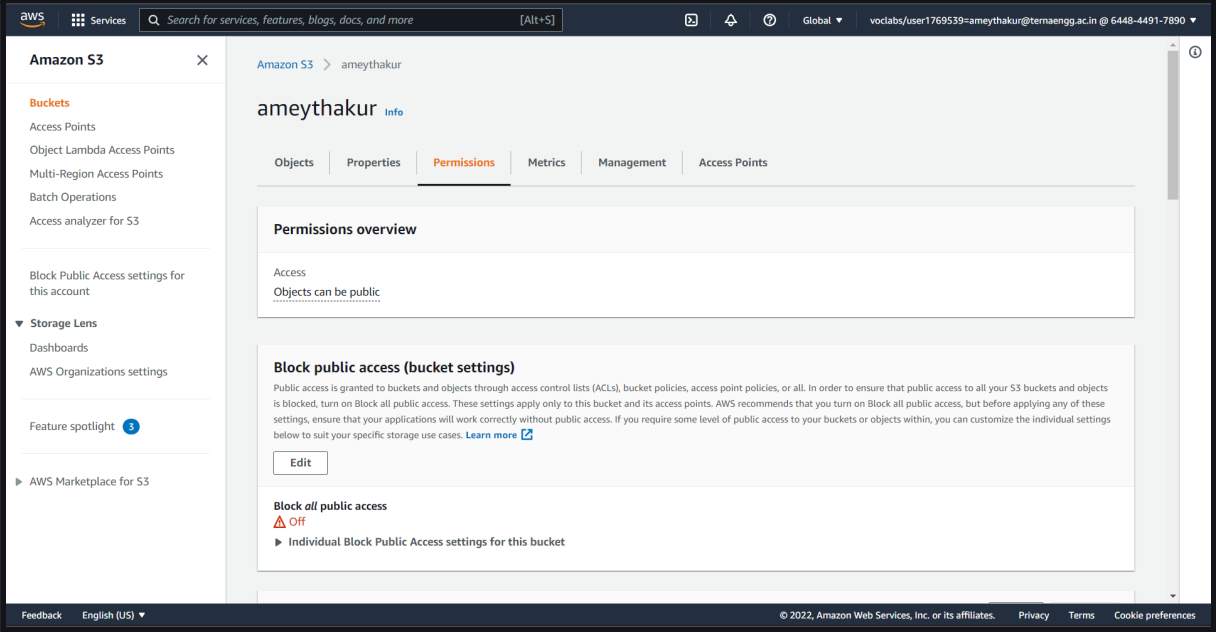 aws
Services
Search for services, features, blogs, docs, and more
[Alt+S]
Global
voclabs/user1769539=ameythakur@ternaengg.ac.in @ 6448-4491-7890
Amazon S3
Buckets
Access Points
Object Lambda Access Points
Multi-Region Access Points
Batch Operations
Access analyzer for S3
Block Public Access settings for
this account
Storage Lens
Dashboards
AWS Organizations settings
Feature spotlight 3
AWS Marketplace for S3
Amazon S3 > ameythakur
ameythakur Info
Objects
Properties
Permissions
Metrics
Management
Access Points
Permissions overview
Access
Objects can be public
Block public access (bucket settings)
Public access is granted to buckets and objects through access control lists (ACLs), bucket policies, access point policies, or all. In order to ensure that public access to all your S3 buckets and objects
is blocked, turn on Block all public access. These settings apply only to this bucket and its access points. AWS recommends that you turn on Block all public access, but before applying any of these
settings, ensure that your applications will work correctly without public access. If you require some level of public access to your buckets or objects within, you can customize the individual settings
below to suit your specific storage use cases. Learn more
Edit
Block all public access
Off
Individual Block Public Access settings for this bucket
Feedback
English (US)
© 2022, Amazon Web Services, Inc. or its affiliates.
Privacy
Terms
Cookie preferences